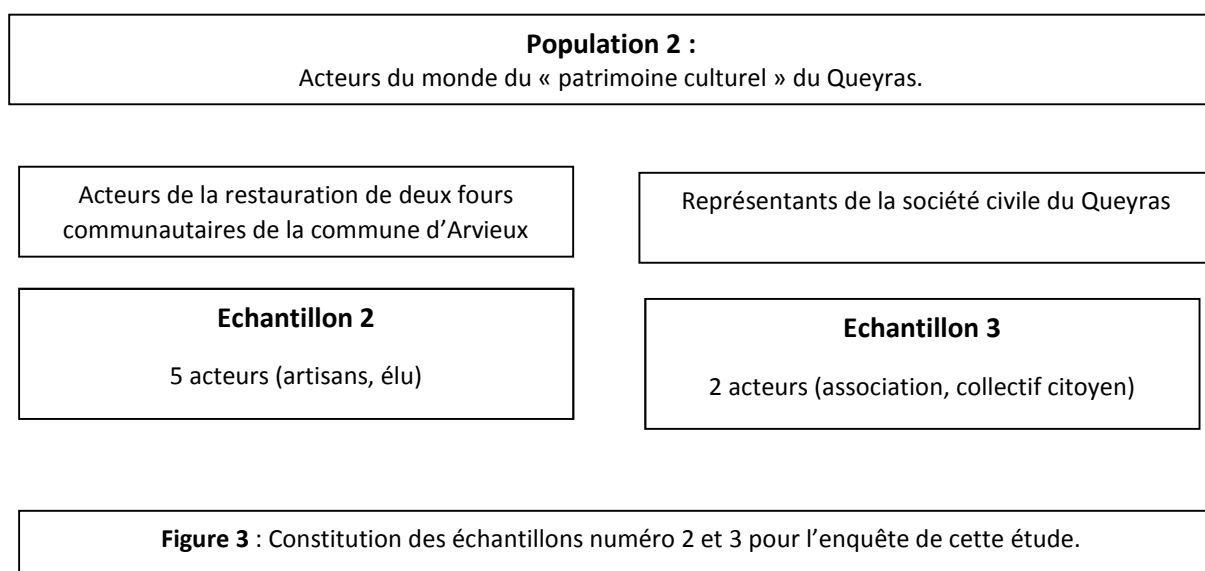 Population 2 :
Acteurs du monde du « patrimoine culturel » du Queyras.
Acteurs de la restauration de deux fours
communautaires de la commune d’Arvieux
Représentants de la société civile du Queyras
Echantillon 2
5 acteurs (artisans, élu)
Echantillon 3
2 acteurs (association, collectif citoyen)
Figure 3 : Constitution des échantillons numéro 2 et 3 pour l’enquête de cette étude.